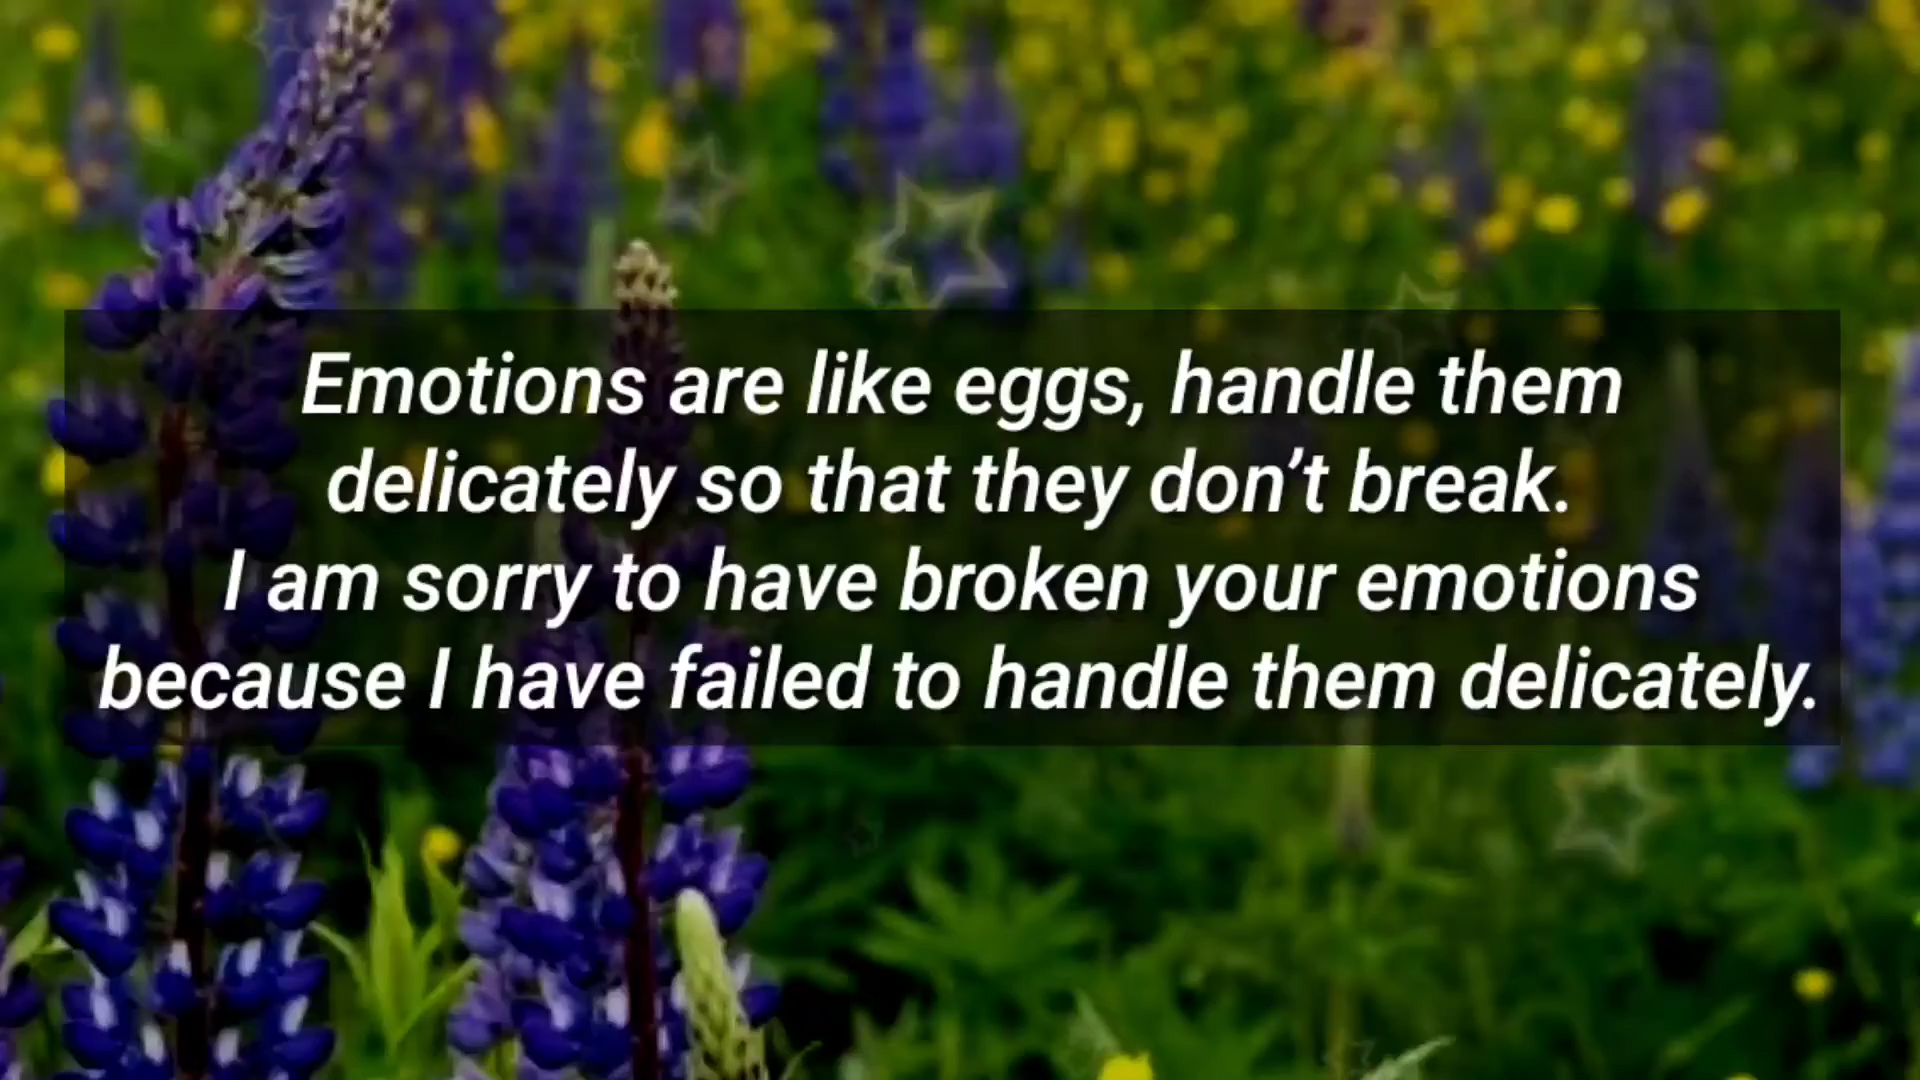 Emotions are like eggs, handle them
delicately so that they don’t break.
I am sorry to have broken your emotions
because I have failed to handle them delicately.